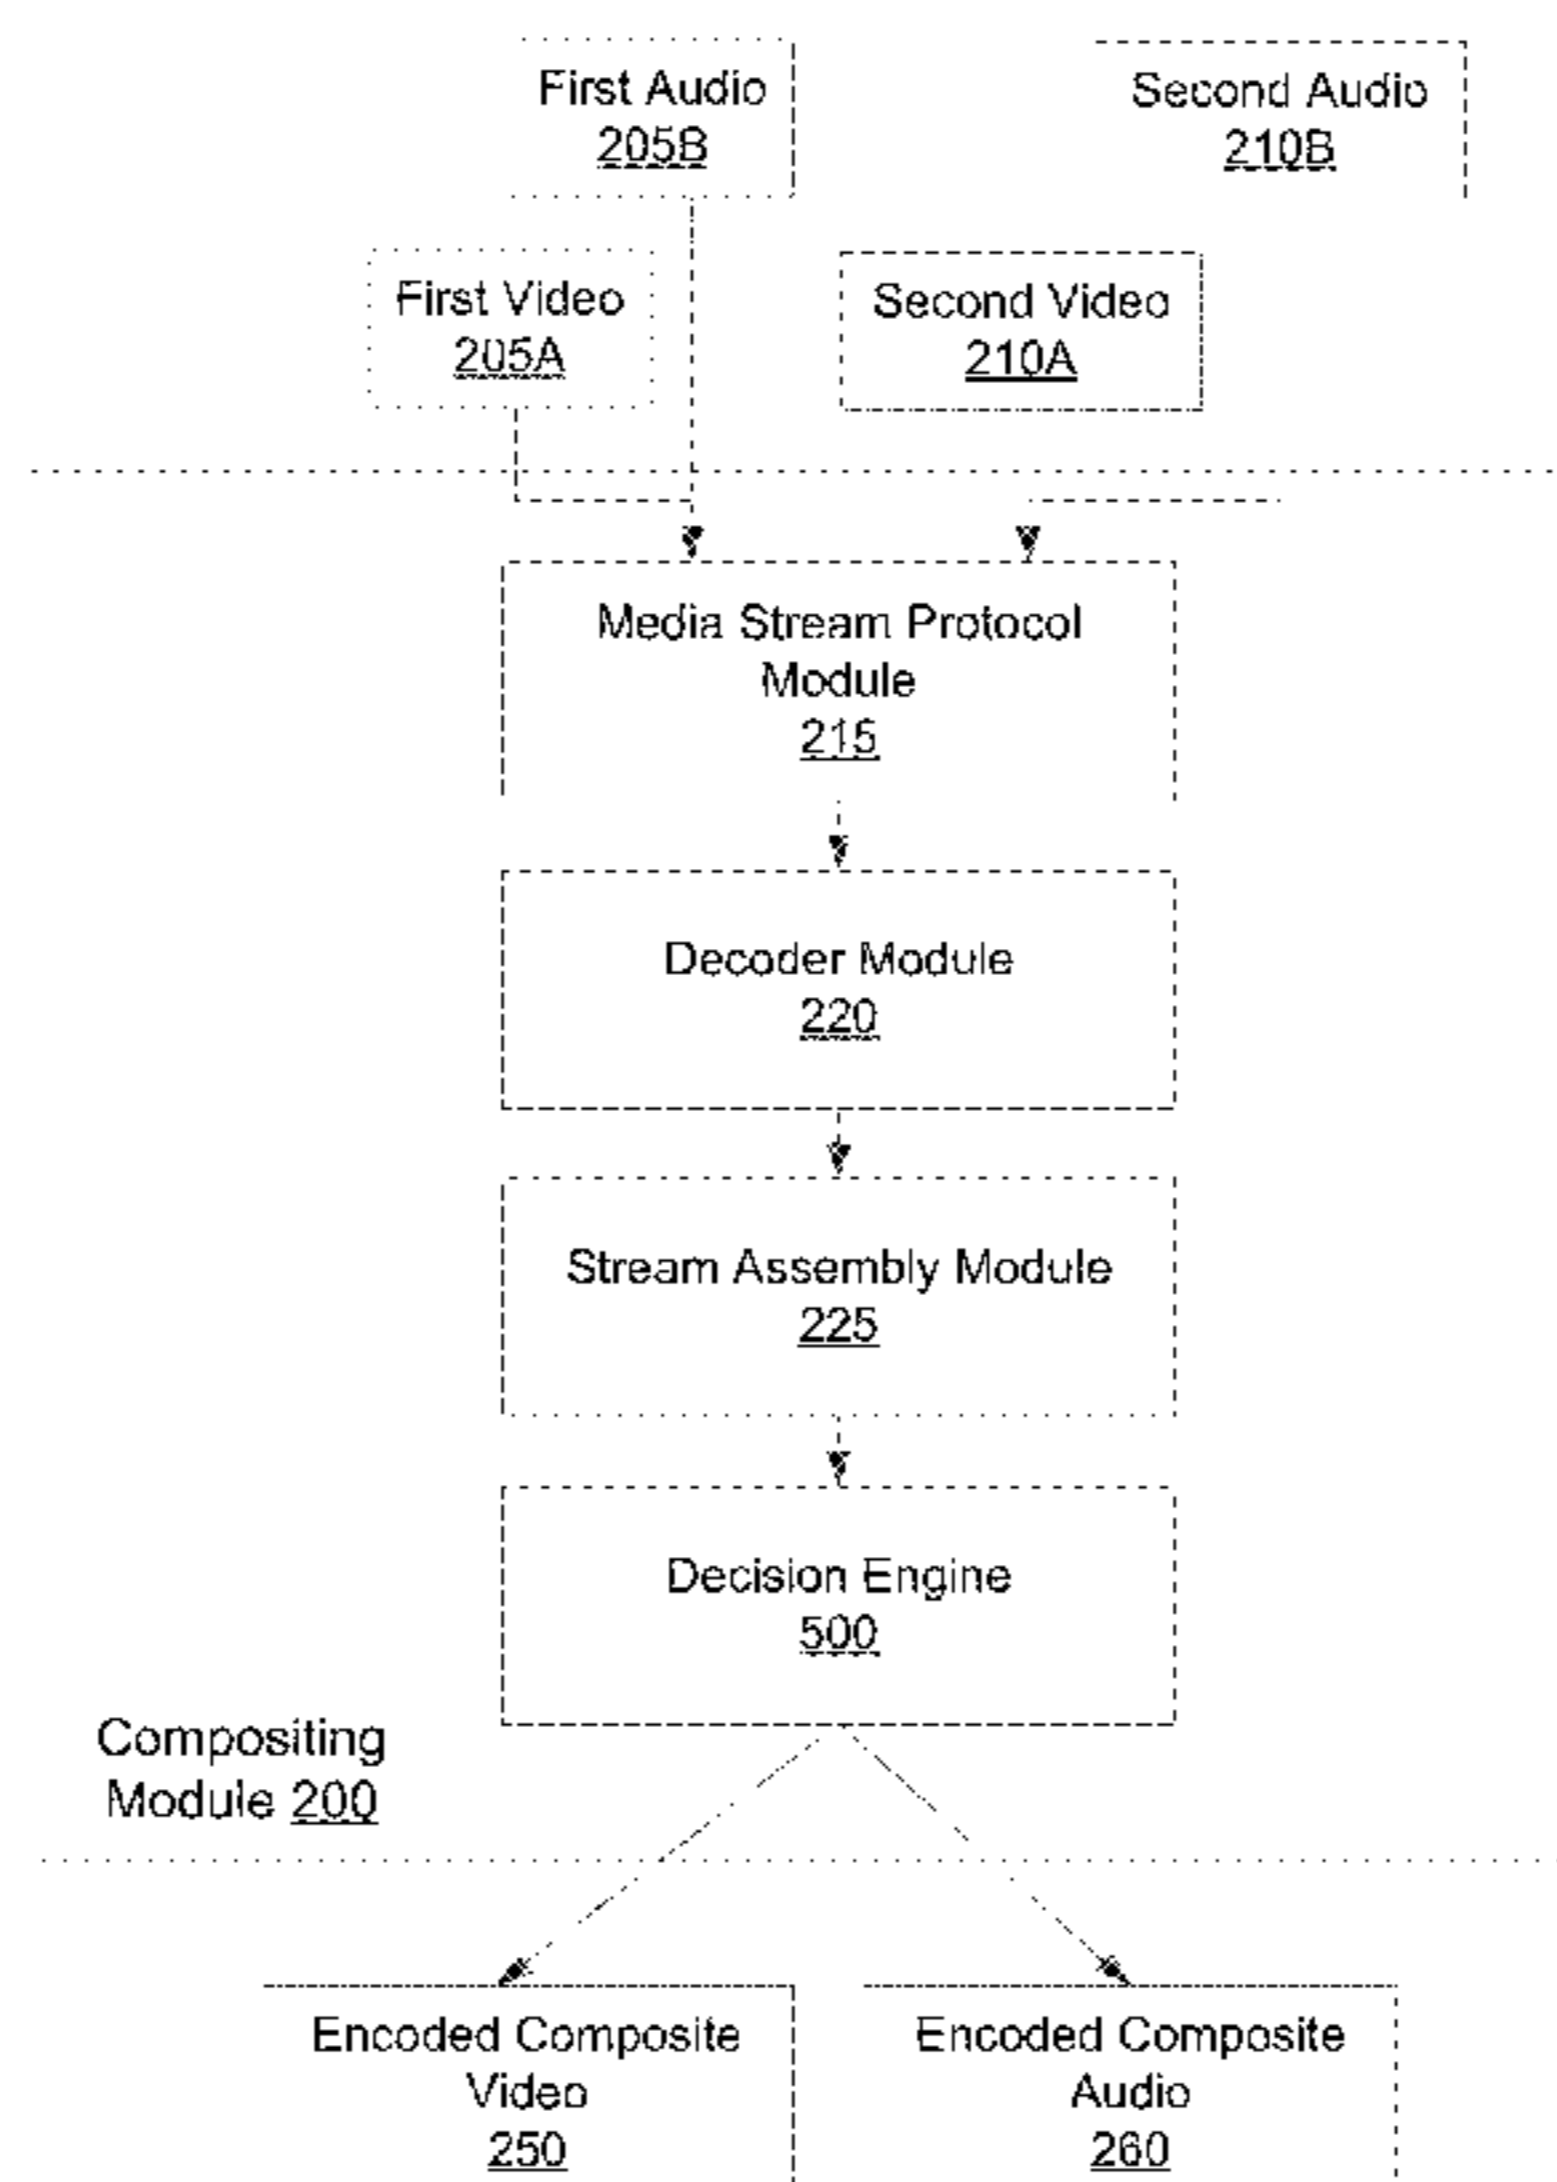 First Audio
205B
Second Audio
210B
First Video
205A
Second Video
210A
Media Stream Protocol
Module
215
Decoder Module
220
Stream Assembly Module
225
Decision Engine
500
Compositing
Module 200
Encoded Composite
Video
250
Encoded Composite
Audio
260